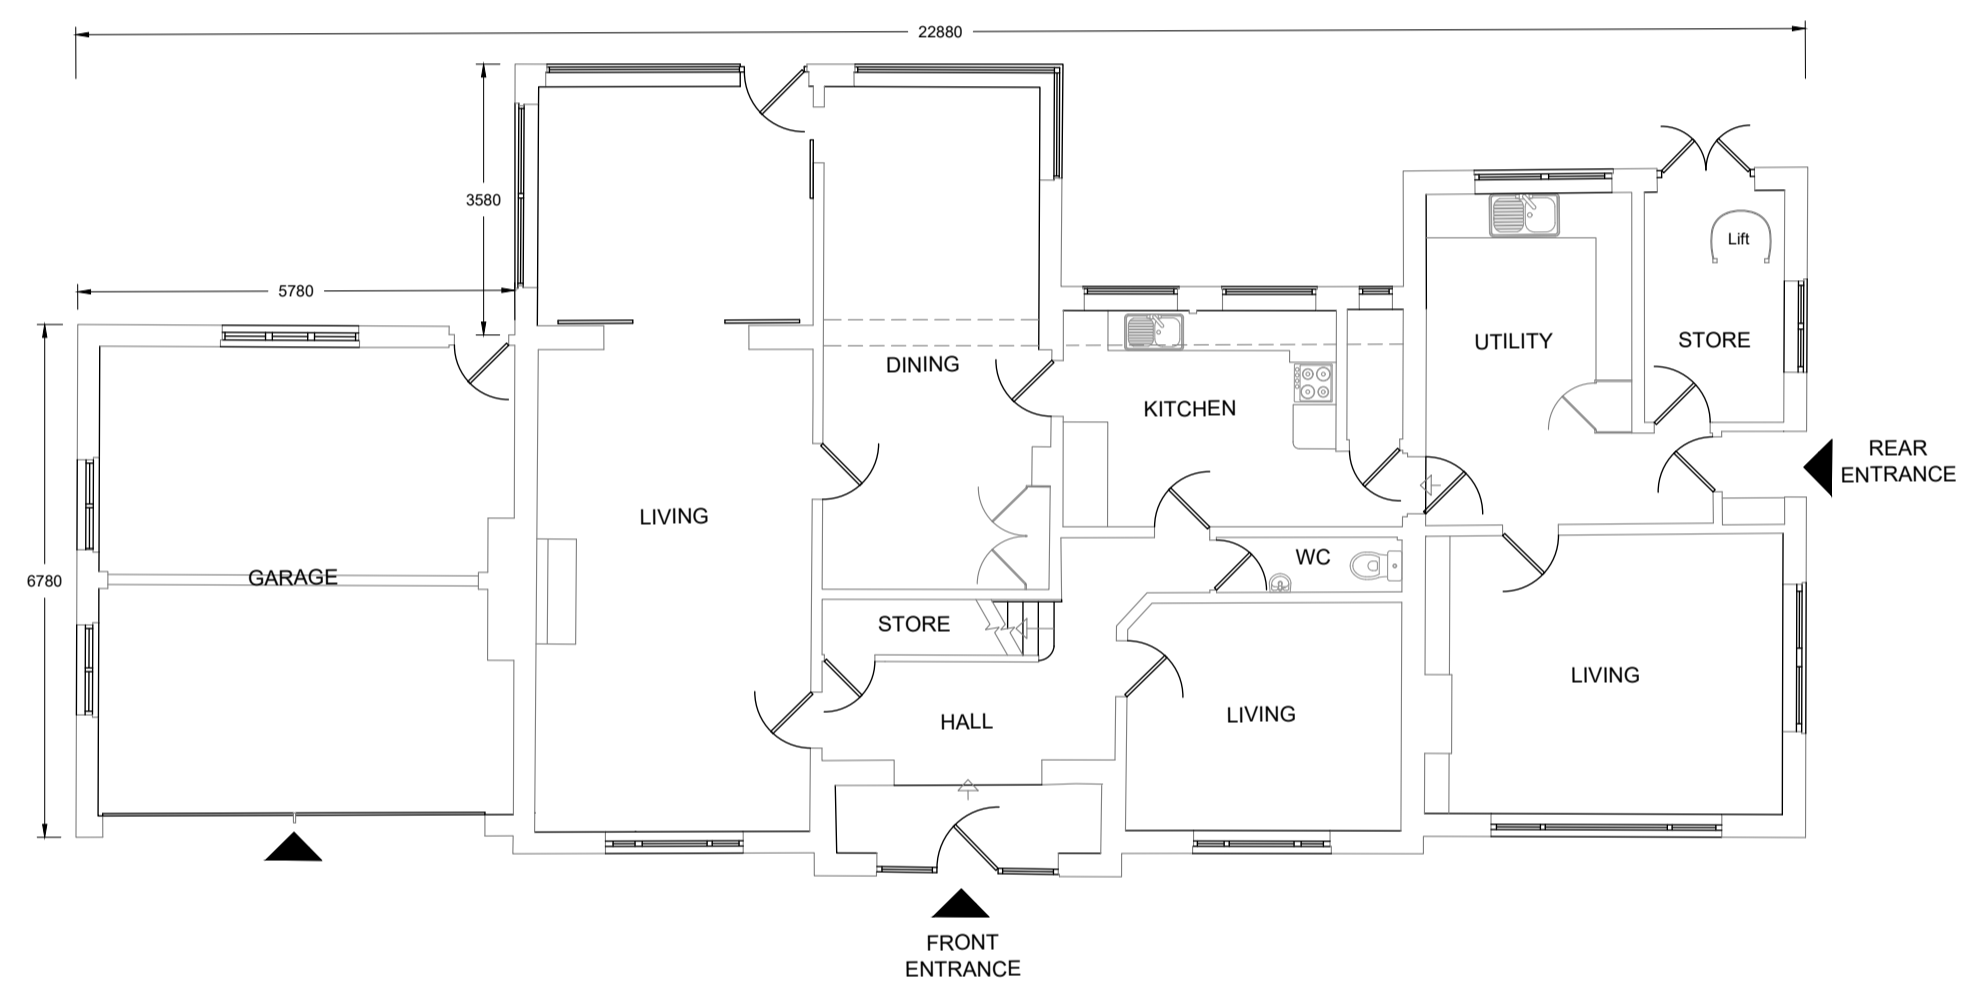 22880
3580
5780
Lift
UTILITY
STORE
DINING
KITCHEN
REAR
ENTRANCE
LIVING
WC
6780
GARAGE
STORE
LIVING
HALL
LIVING
FRONT
ENTRANCE